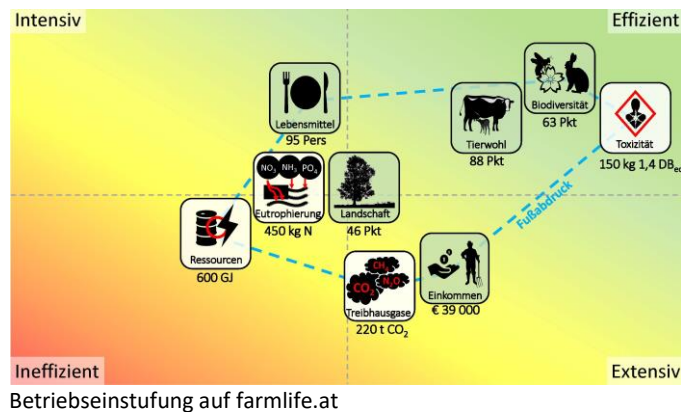 Intensiv
Effizient
Lebensmittel
95 Pers
Tierwohl
88 Pkt
Biodiversität
63 Pkt
Toxizität
150 kg 1,4 DBeq
NO3 NH3 PO4
Eutrophierung
450 kg N
Landschaft
46 Pkt
Fußabdruck
Ressourcen
600 GJ
CH4
CO2 N2O
Treibhausgase
220 t CO2
Einkommen
€ 39 000
Ineffizient
Extensiv
Betriebseinstufung auf farmlife.at